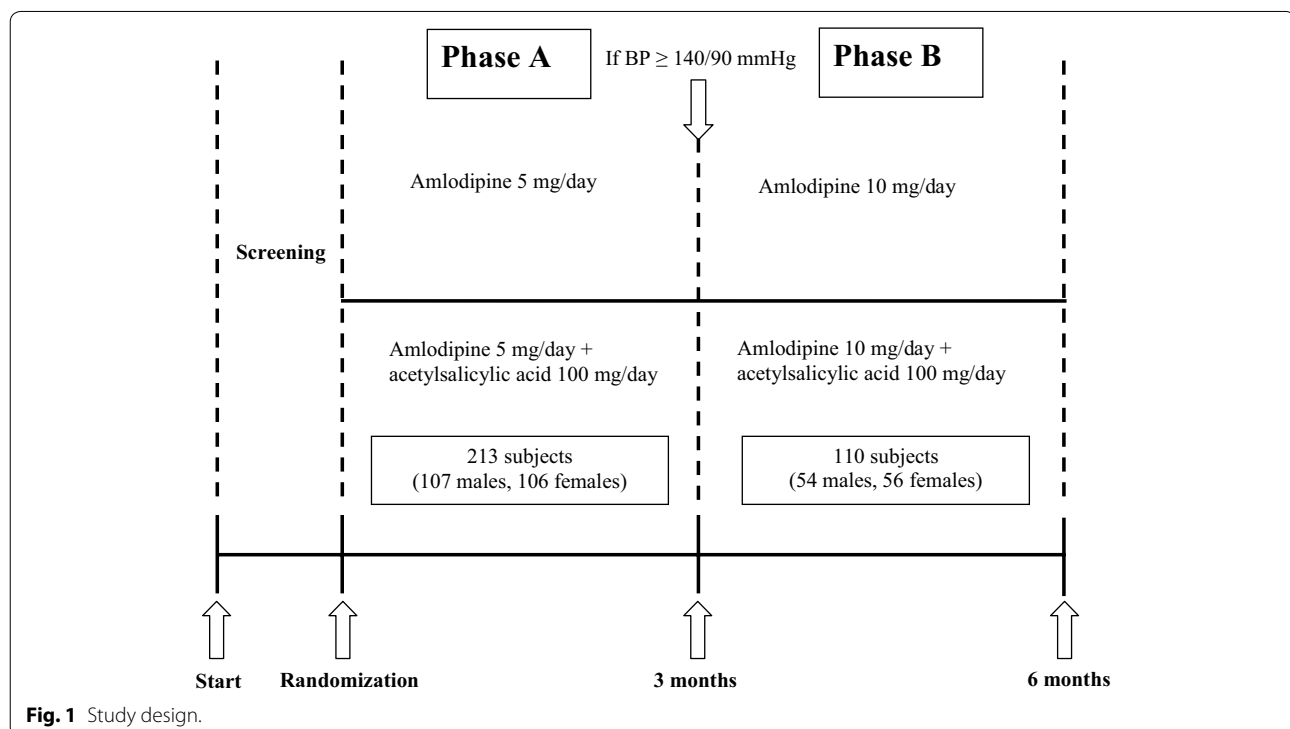 Phase A
If BP ≥ 140/90 mmHg
Phase B
Amlodipine 5 mg/day
Amlodipine 10 mg/day
Screening
Amlodipine 5 mg/day +
acetylsalicylic acid 100 mg/day
Amlodipine 10 mg/day +
acetylsalicylic acid 100 mg/day
213 subjects
(107 males, 106 females)
110 subjects
(54 males, 56 females)
Start
Randomization
3 months
6 months
Fig. 1 Study design.